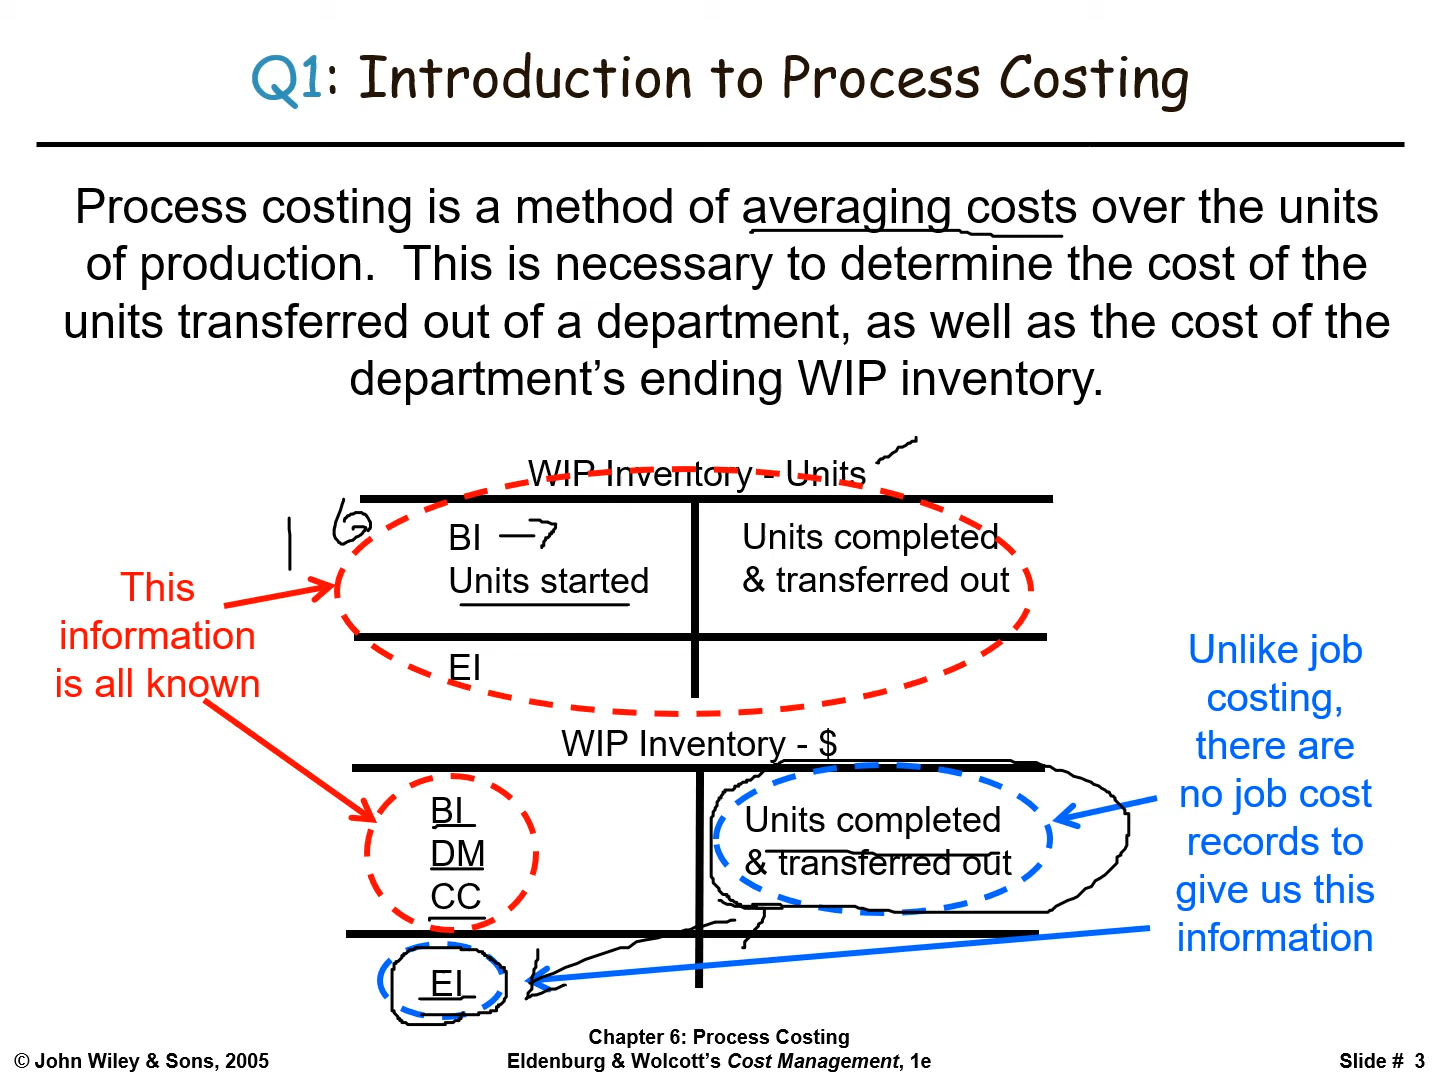 Q1: Introduction to Process Costing
Process costing is a method of averaging costs over the units
of production. This is necessary to determine the cost of the
units transferred out of a department, as well as the cost of the
department’s ending WIP inventory.
WIP Inventory - Units
BI
Units started
Units completed
& transferred out
EI
This
information
is all known
WIP Inventory - $
BI
DM
CC
Units completed
& transferred out
EI
Unlike job
costing,
there are
no job cost
records to
give us this
information
Chapter 6: Process Costing
© John Wiley & Sons, 2005
Eldenburg & Wolcott’s Cost Management, 1e
Slide # 3